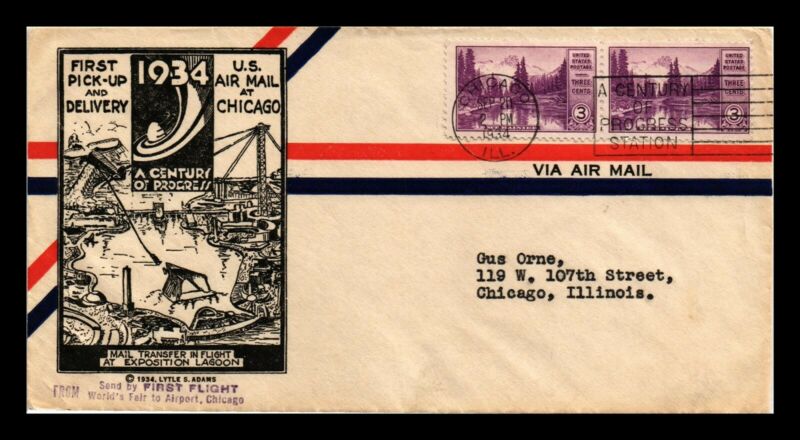 FIRST
PICK-UP
AND
DELIVERY
1934
U.S.
AIR MAIL
AT
CHICAGO
A CENTURY
OF PROGRESS
MAIL TRANSFER IN FLIGHT
AT EXPOSITION LAGOON
© 1934, LYTLE S. ADAMS
FROM
Send by FIRST FLIGHT
World's Fair to Airport, Chicago
UNITED
STATES
POSTAGE
THREE
CENTS
3
UNITED
STATES
POSTAGE
THREE
CENTS
3
CHICAGO
SEP 20
2 PM
1934
ILL.
A CENTURY
OF
PROGRESS
STATION
VIA AIR MAIL
Gus Orne,
119 W. 107th Street,
Chicago, Illinois.